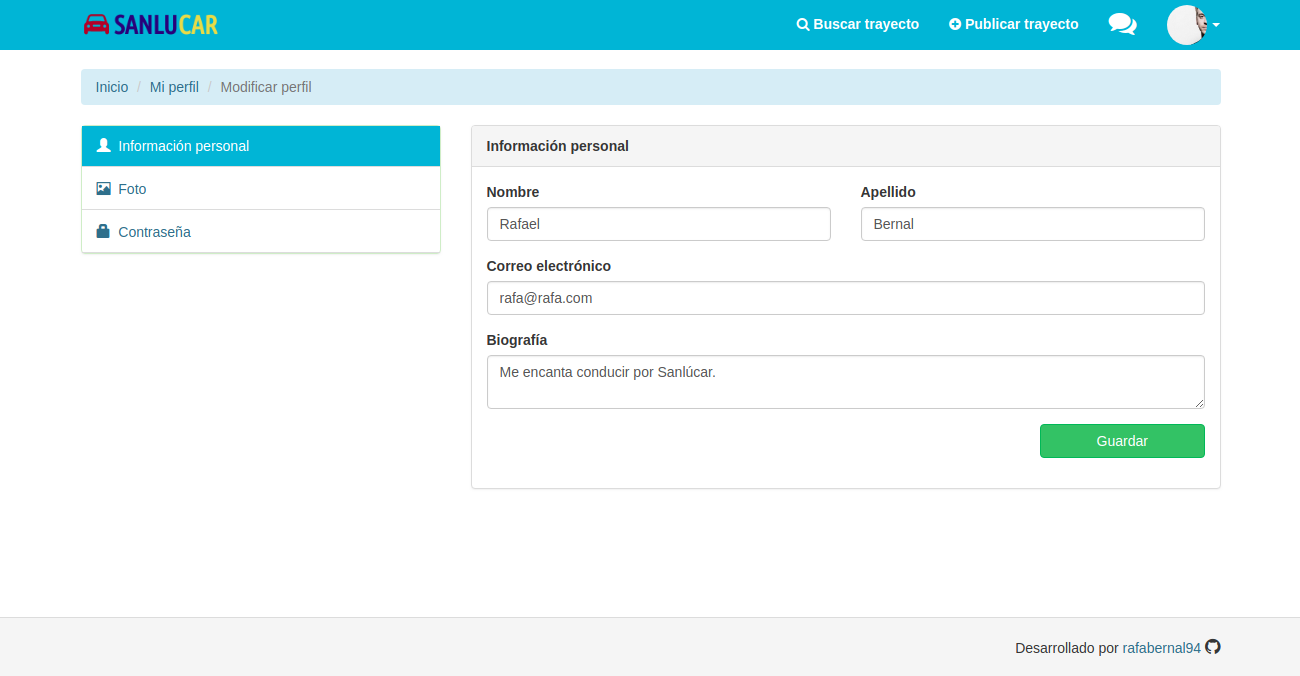 SANLUCAR Buscar trayecto Publicar trayecto
Inicio / Mi perfil / Modificar perfil
Información personal
Foto
Contraseña
Información personal
Nombre Apellido
Rafael Bernal
Correo electrónico
rafa@rafa.com
Biografía
Me encanta conducir por Sanlúcar.
Guardar
Desarrollado por rafabernal94